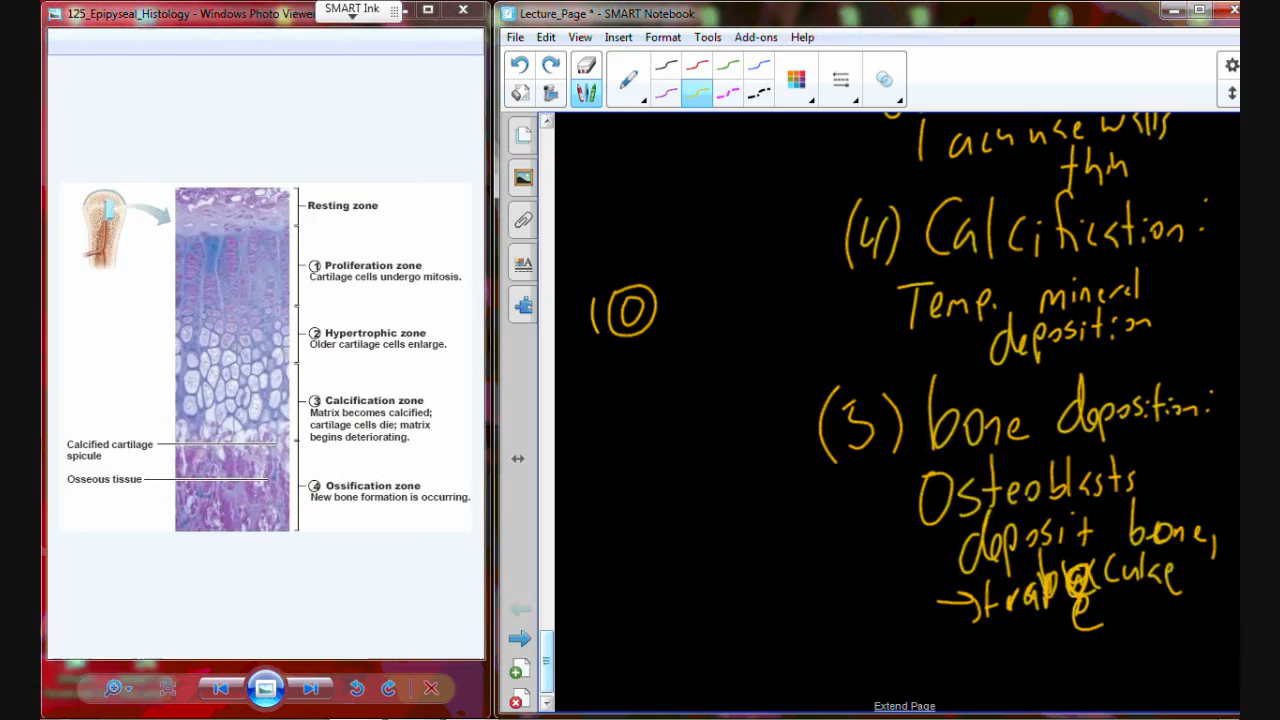 125_Epipyseal_Histology - Windows Photo Viewer
SMART Ink
Resting zone
1 Proliferation zone
Cartilage cells undergo mitosis.
2 Hypertrophic zone
Older cartilage cells enlarge.
3 Calcification zone
Matrix becomes calcified;
cartilage cells die; matrix
begins deteriorating.
Calcified cartilage
spicule
Osseous tissue
4 Ossification zone
New bone formation is occurring.
Lecture_Page * - SMART Notebook
File Edit View Insert Format Tools Add-ons Help
walls
thin
(4) Calcification:
Temp. mineral
deposition
10
(5) bone deposition:
Osteoblasts
deposit bone,
→trabeculae
Extend Page